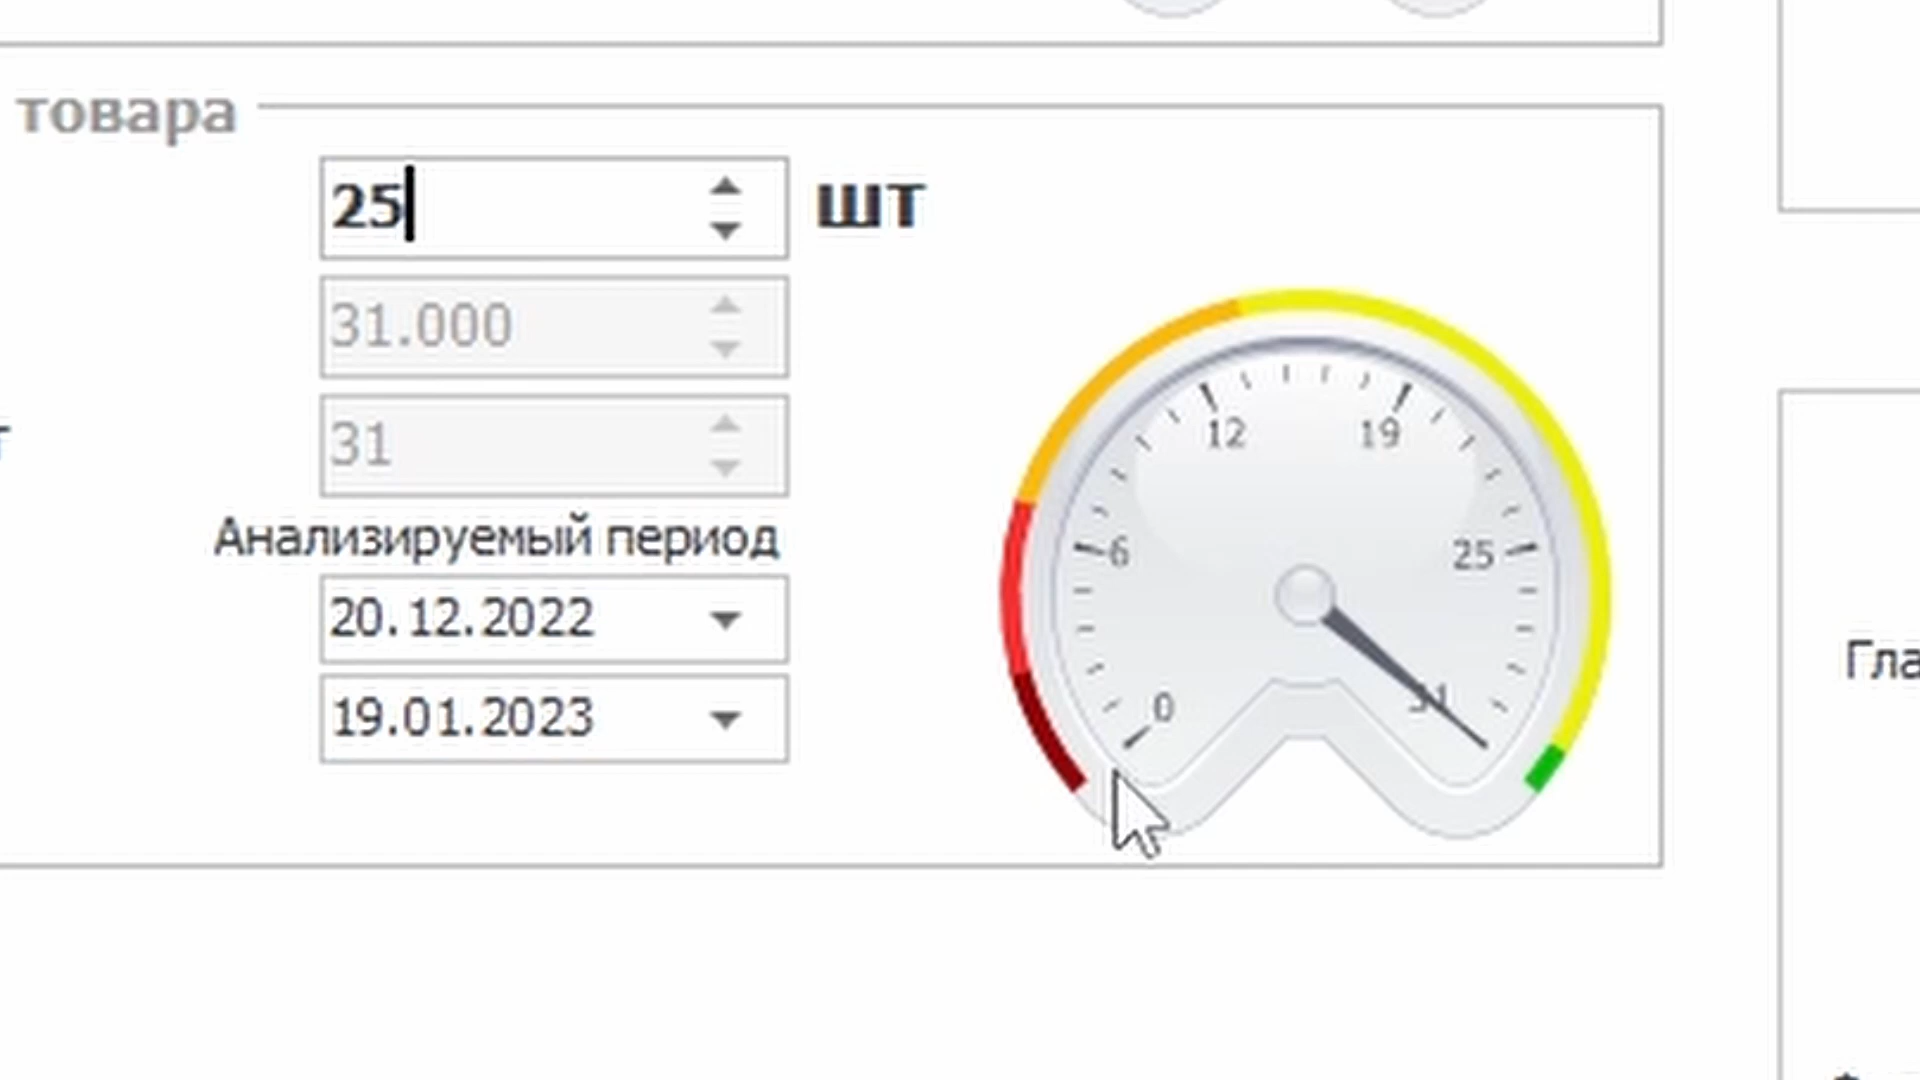 товара
25 шт
31.000
31
Анализируемый период
20.12.2022
19.01.2023
12 19
6 25
0 31
Гла